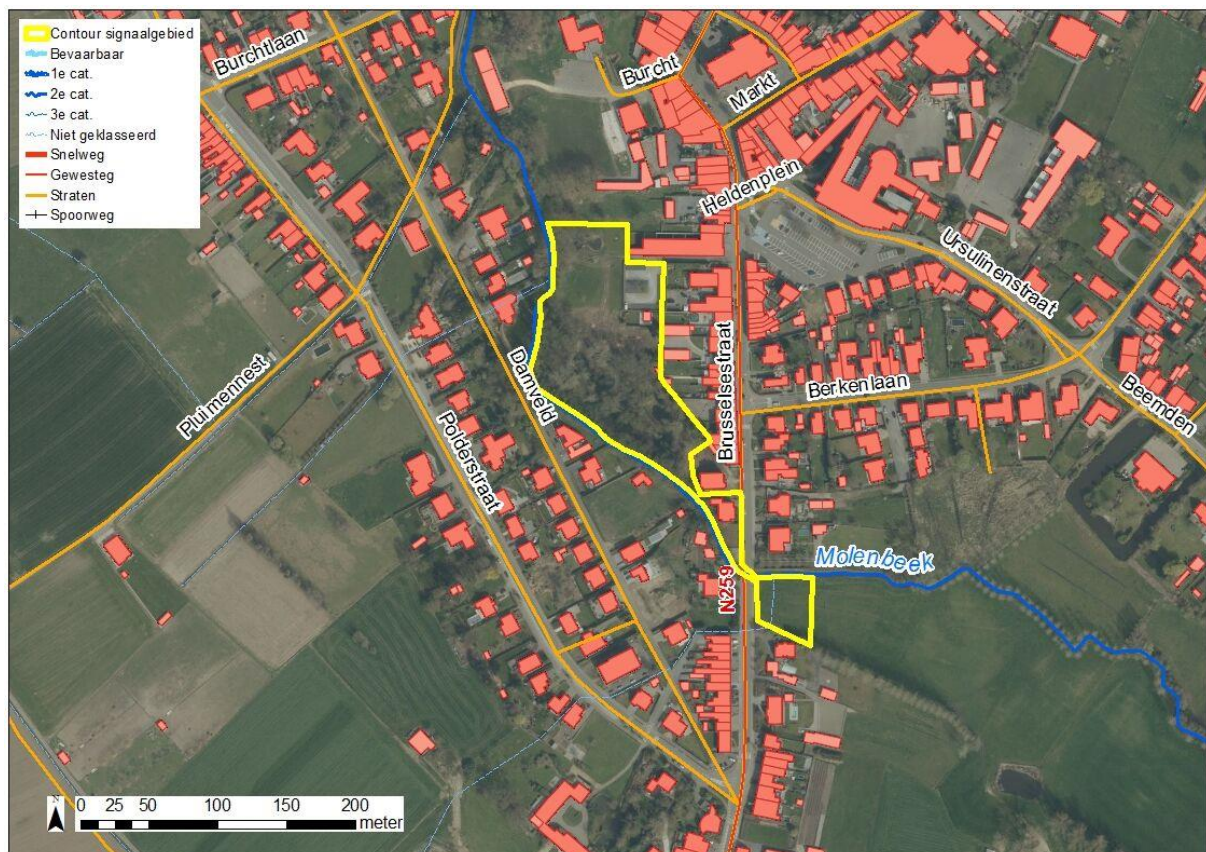 Contour signaalgebied
Bevaarbaar
1e cat.
2e cat.
3e cat.
Niet geklasseerd
Snelweg
Gewesteg
Straten
Spoorweg
Burchtlaan
Burcht
Markt
Heldenplein
Ursulinenstraat
Pluimennest
Damveld
Brusselsestraat
Berkenlaan
Beemden
Polderstraat
Molenbeek
N259
N
0 25 50 100 150 200
meter